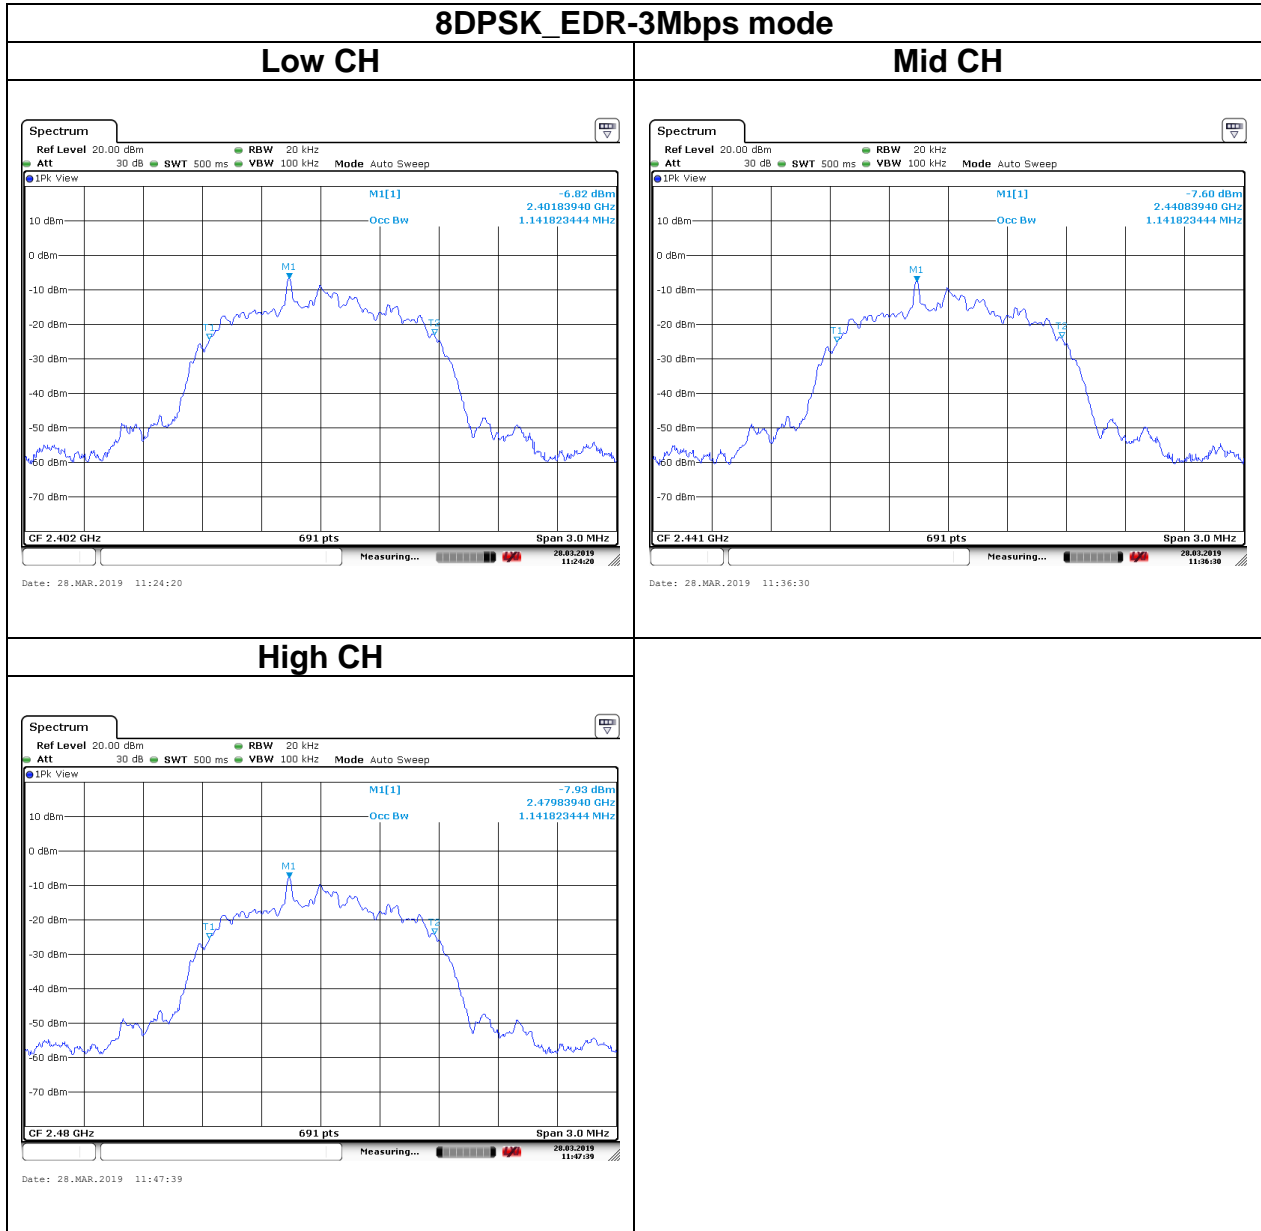 8DPSK_EDR-3Mbps mode
Low CH
Mid CH
Spectrum
Ref Level 20.00 dBm RBW 20 kHz
Att 30 dB SWT 500 ms VBW 100 kHz Mode Auto Sweep
1Pk View
M1[1] -6.82 dBm
2.40183940 GHz
10 dBm Occ Bw 1.141823444 MHz
0 dBm
M1
-10 dBm
-20 dBm
T1 T2
-30 dBm
-40 dBm
-50 dBm
-60 dBm
-70 dBm
CF 2.402 GHz 691 pts Span 3.0 MHz
Measuring... 28.03.2019
11:24:20
Date: 28.MAR.2019 11:24:20
Spectrum
Ref Level 20.00 dBm RBW 20 kHz
Att 30 dB SWT 500 ms VBW 100 kHz Mode Auto Sweep
1Pk View
M1[1] -7.60 dBm
2.44083940 GHz
10 dBm Occ Bw 1.141823444 MHz
0 dBm
M1
-10 dBm
-20 dBm
T1 T2
-30 dBm
-40 dBm
-50 dBm
-60 dBm
-70 dBm
CF 2.441 GHz 691 pts Span 3.0 MHz
Measuring... 28.03.2019
11:36:30
Date: 28.MAR.2019 11:36:30
High CH
Spectrum
Ref Level 20.00 dBm RBW 20 kHz
Att 30 dB SWT 500 ms VBW 100 kHz Mode Auto Sweep
1Pk View
M1[1] -7.93 dBm
2.47983940 GHz
10 dBm Occ Bw 1.141823444 MHz
0 dBm
M1
-10 dBm
-20 dBm
T1 T2
-30 dBm
-40 dBm
-50 dBm
-60 dBm
-70 dBm
CF 2.48 GHz 691 pts Span 3.0 MHz
Measuring... 28.03.2019
11:47:39
Date: 28.MAR.2019 11:47:39